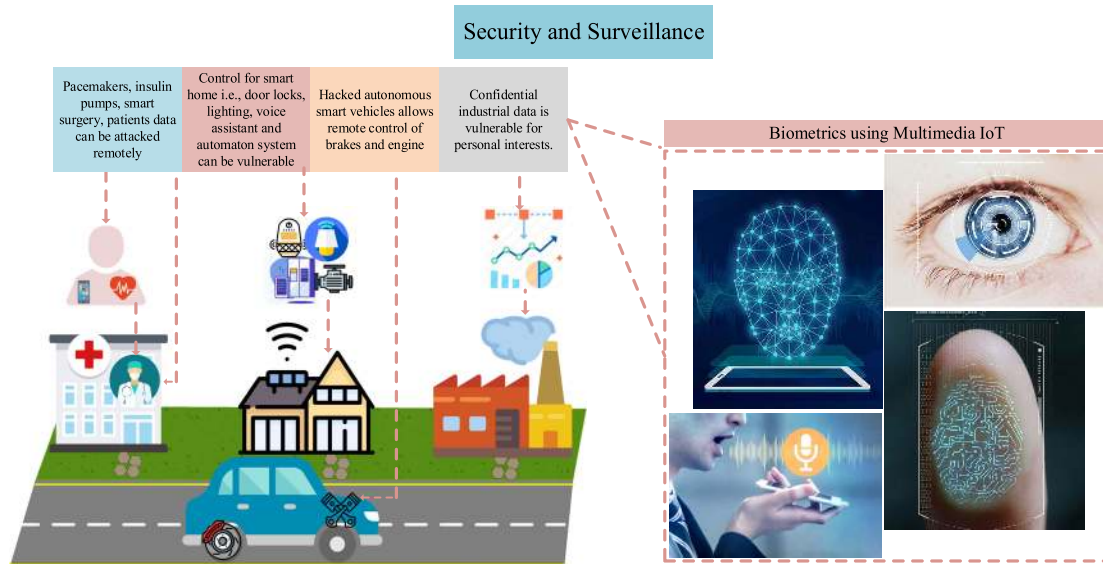 Security and Surveillance
Pacemakers, insulin
pumps, smart
surgery, patients data
can be attacked
remotely
Control for smart
home i.e., door locks,
lighting, voice
assistant and
automaton system
can be vulnerable
Hacked autonomous
smart vehicles allows
remote control of
brakes and engine
Confidential
industrial data is
vulnerable for
personal interests.
Biometrics using Multimedia IoT